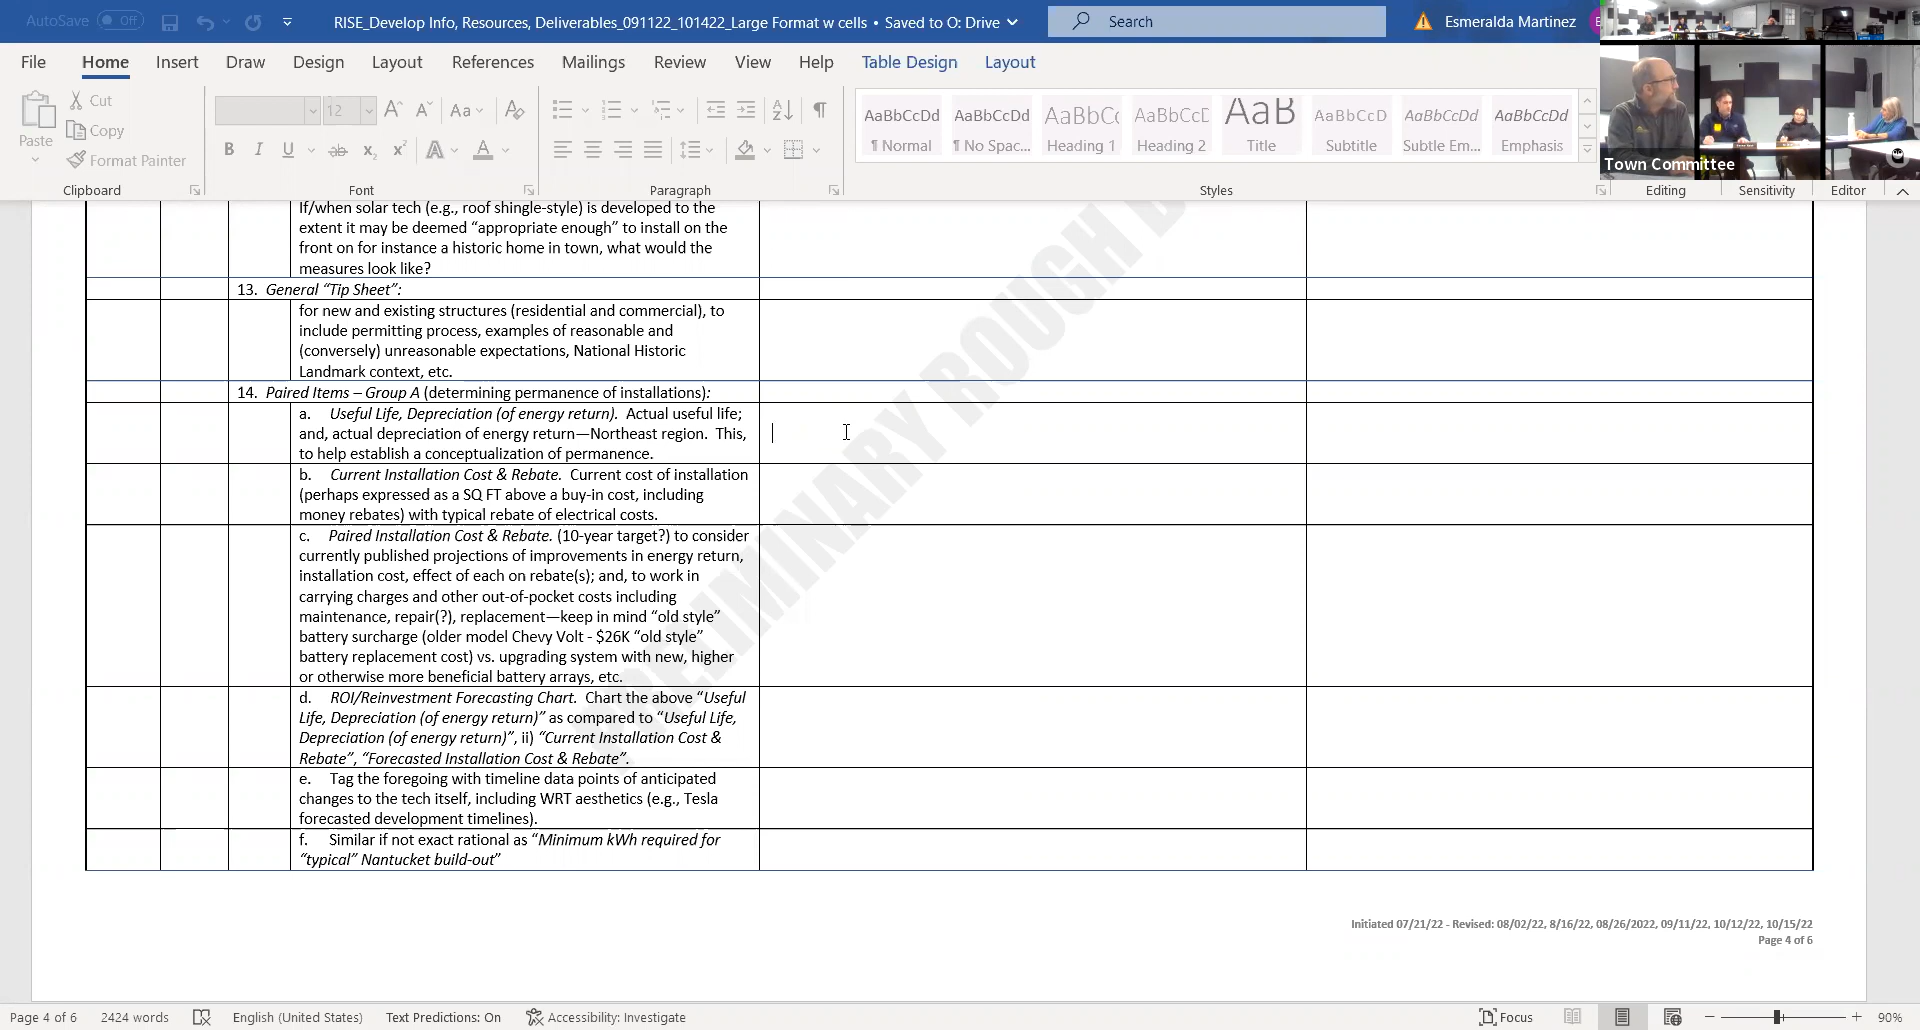 AutoSave Off
RISE_Develop Info, Resources, Deliverables_091122_101422_Large Format w cells • Saved to O: Drive
Search
Esmeralda Martinez
File Home Insert Draw Design Layout References Mailings Review View Help Table Design Layout
Paste
Cut
Copy
Format Painter
12
Aa
AaBbCcDd
¶ Normal
AaBbCcDd
¶ No Spac...
AaBbCc
Heading 1
AaBbCcD
Heading 2
AaB
Title
AaBbCcD
Subtitle
AaBbCcDd
Subtle Em...
AaBbCcDd
Emphasis
Town Committee
Clipboard Font Paragraph Styles Editing Sensitivity Editor
If/when solar tech (e.g., roof shingle-style) is developed to the
extent it may be deemed “appropriate enough” to install on the
front on for instance a historic home in town, what would the
measures look like?
13. General “Tip Sheet”:
for new and existing structures (residential and commercial), to
include permitting process, examples of reasonable and
(conversely) unreasonable expectations, National Historic
Landmark context, etc.
14. Paired Items – Group A (determining permanence of installations):
a. Useful Life, Depreciation (of energy return). Actual useful life;
and, actual depreciation of energy return—Northeast region. This,
to help establish a conceptualization of permanence.
b. Current Installation Cost & Rebate. Current cost of installation
(perhaps expressed as a SQ FT above a buy-in cost, including
money rebates) with typical rebate of electrical costs.
c. Paired Installation Cost & Rebate. (10-year target?) to consider
currently published projections of improvements in energy return,
installation cost, effect of each on rebate(s); and, to work in
carrying charges and other out-of-pocket costs including
maintenance, repair(?), replacement—keep in mind “old style”
battery surcharge (older model Chevy Volt - $26K “old style”
battery replacement cost) vs. upgrading system with new, higher
or otherwise more beneficial battery arrays, etc.
d. ROI/Reinvestment Forecasting Chart. Chart the above “Useful
Life, Depreciation (of energy return)” as compared to “Useful Life,
Depreciation (of energy return)”, ii) “Current Installation Cost &
Rebate”, “Forecasted Installation Cost & Rebate”.
e. Tag the foregoing with timeline data points of anticipated
changes to the tech itself, including WRT aesthetics (e.g., Tesla
forecasted development timelines).
f. Similar if not exact rational as “Minimum kWh required for
“typical” Nantucket build-out”
PRELIMINARY ROUGH
Initiated 07/21/22 - Revised: 08/02/22, 8/16/22, 08/26/2022, 09/11/22, 10/12/22, 10/15/22
Page 4 of 6
Page 4 of 6 2424 words English (United States) Text Predictions: On Accessibility: Investigate Focus 90%